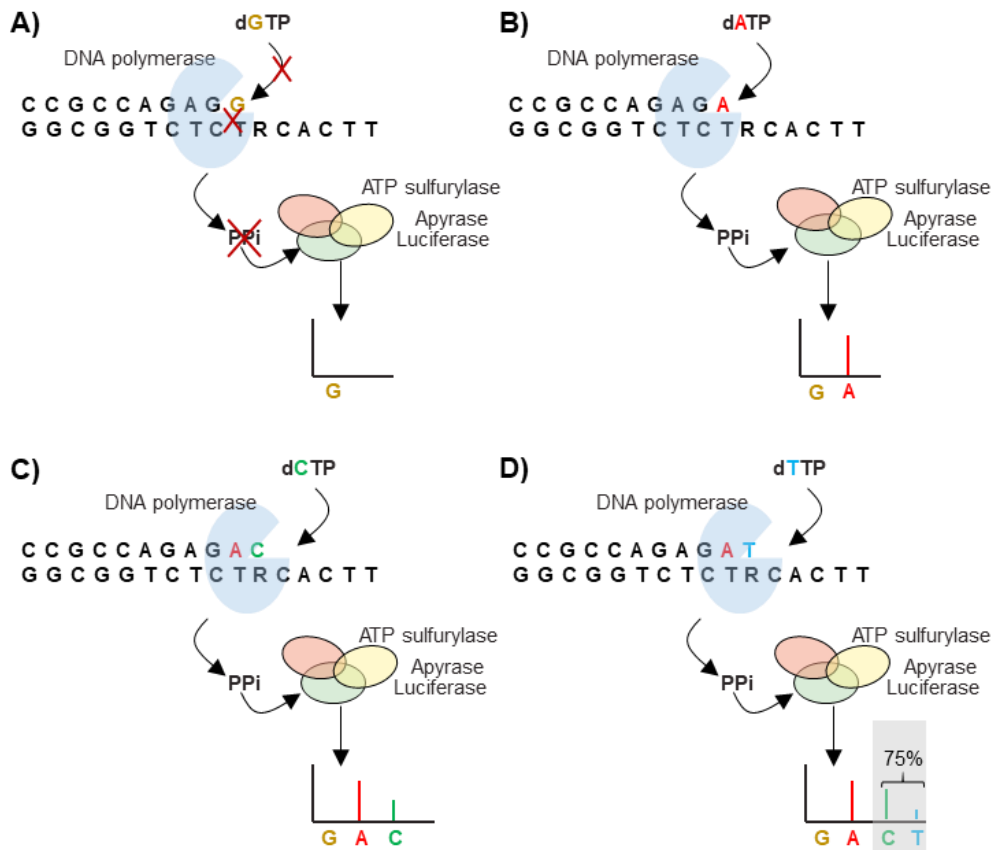 A)
dGTP
DNA polymerase
C C G C C A G A G G
G G C G G T C T C T R C A C T T
ATP sulfurylase
Apyrase
PPi
Luciferase
G
B)
dATP
DNA polymerase
C C G C C A G A G A
G G C G G T C T C T R C A C T T
ATP sulfurylase
Apyrase
PPi
Luciferase
G A
C)
dCTP
DNA polymerase
C C G C C A G A G A C
G G C G G T C T C T R C A C T T
ATP sulfurylase
Apyrase
PPi
Luciferase
G A C
D)
dTTP
DNA polymerase
C C G C C A G A G A T
G G C G G T C T C T R C A C T T
ATP sulfurylase
Apyrase
PPi
Luciferase
75%
G A C T